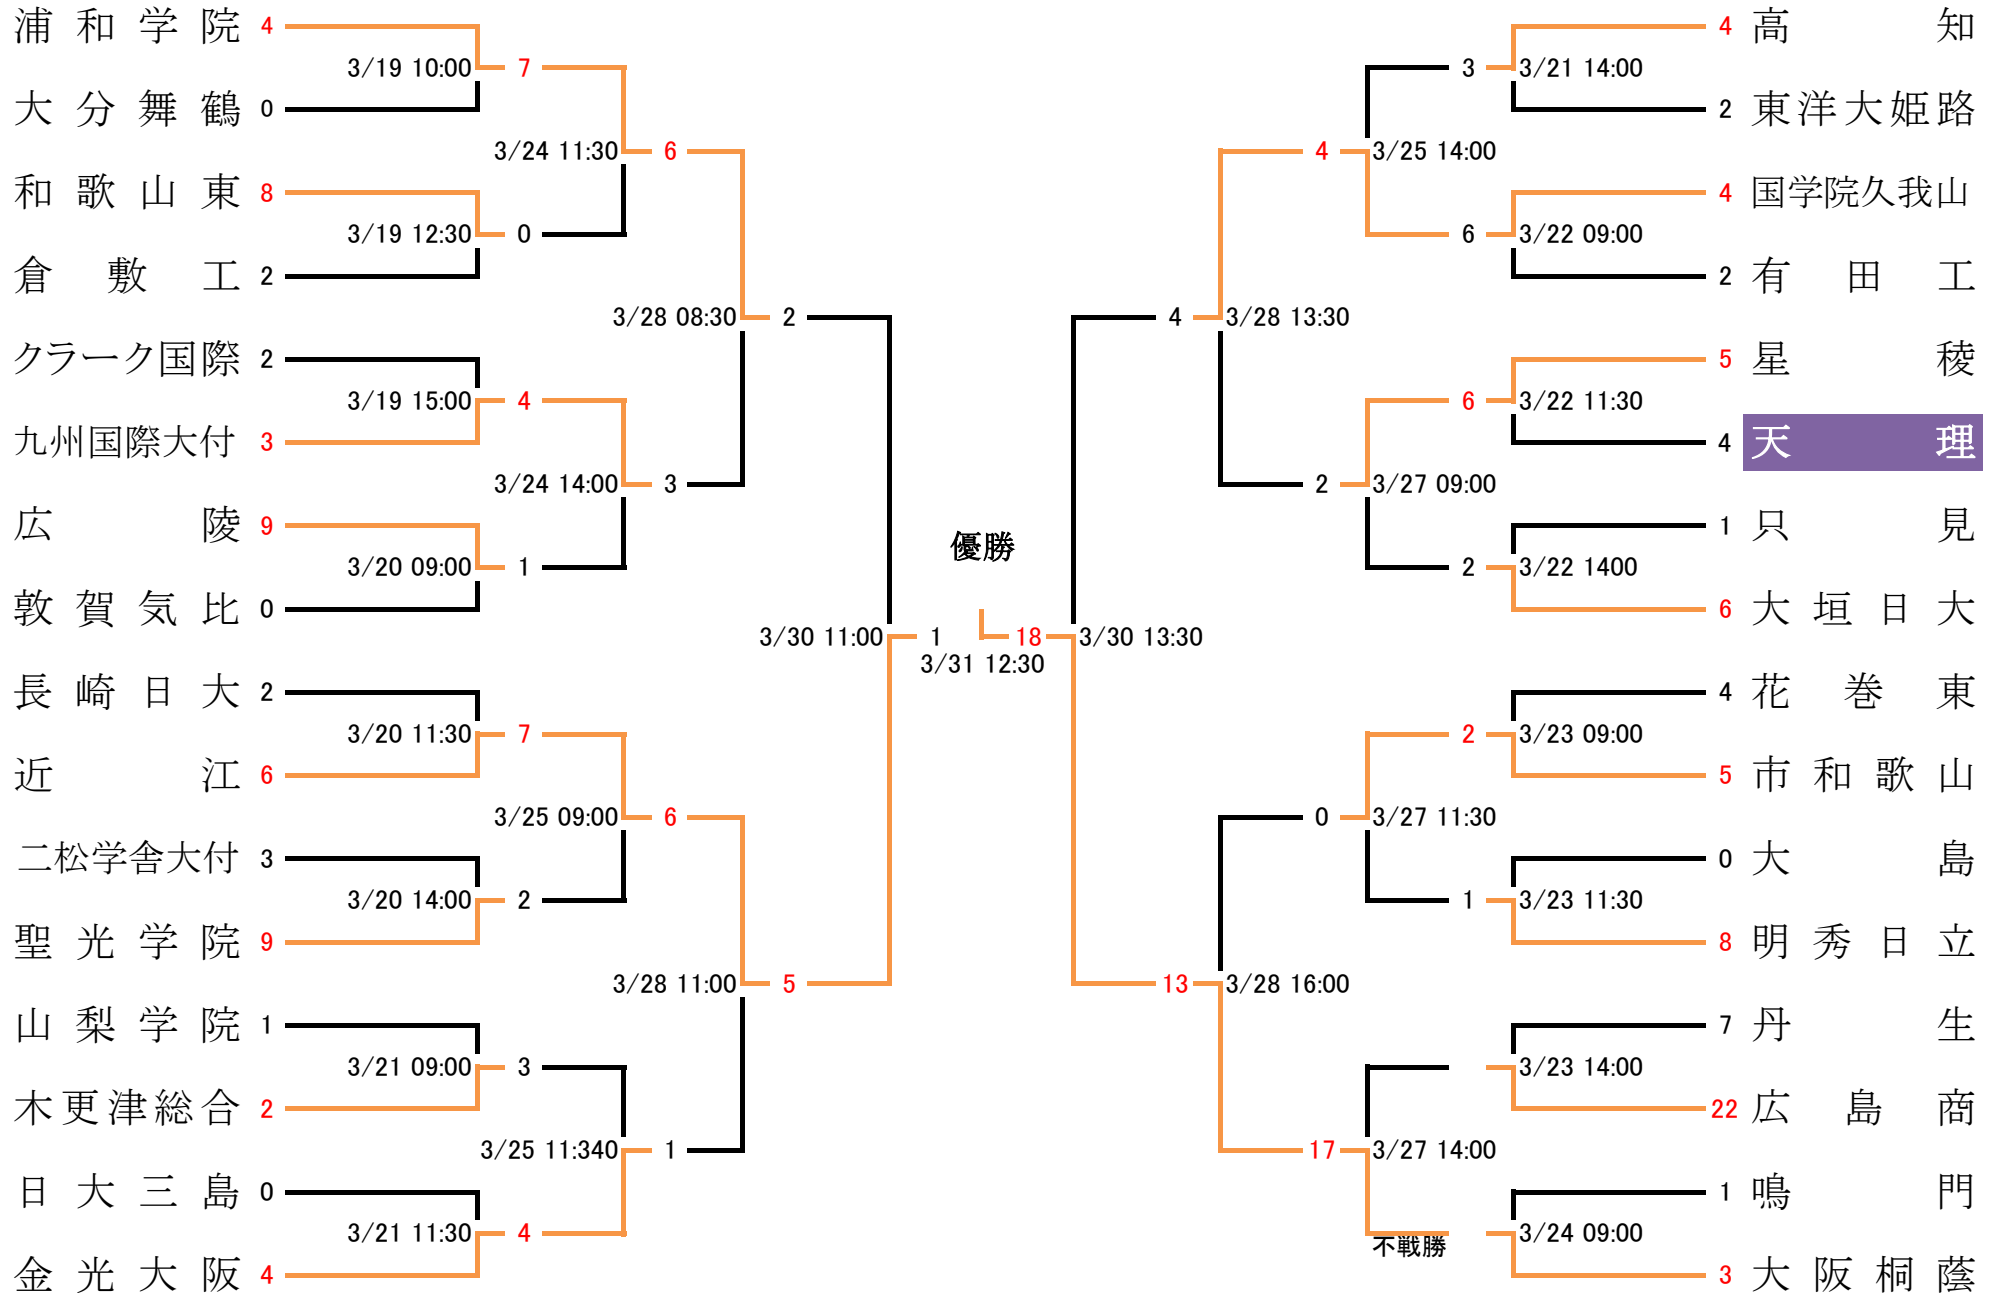 浦和学院 4
3/19 10:00 7
大分舞鶴 0
3/24 11:30 6
和歌山東 8
3/19 12:30 0
倉敷工 2
3/28 08:30 2
クラーク国際 2
3/19 15:00 4
九州国際大付 3
3/24 14:00 3
広陵 9
3/20 09:00 1
敦賀気比 0
3/30 11:00 1
長崎日大 2
3/20 11:30 7
近江 6
3/25 09:00 6
二松学舎大付 3
3/20 14:00 2
聖光学院 9
3/28 11:00 5
山梨学院 1
3/21 09:00 3
木更津総合 2
3/25 11:340 1
日大三島 0
3/21 11:30 4
金光大阪 4
優勝
3/31 12:30
4 高知
3 3/21 14:00
2 東洋大姫路
4 3/25 14:00
4 国学院久我山
6 3/22 09:00
2 有田工
4 3/28 13:30
5 星稜
6 3/22 11:30
4 天理
2 3/27 09:00
1 只見
2 3/22 1400
6 大垣日大
18 3/30 13:30
4 花巻東
2 3/23 09:00
5 市和歌山
0 3/27 11:30
0 大島
1 3/23 11:30
8 明秀日立
13 3/28 16:00
7 丹生
3/23 14:00
22 広島商
17 3/27 14:00
1 鳴門
不戦勝 3/24 09:00
3 大阪桐蔭